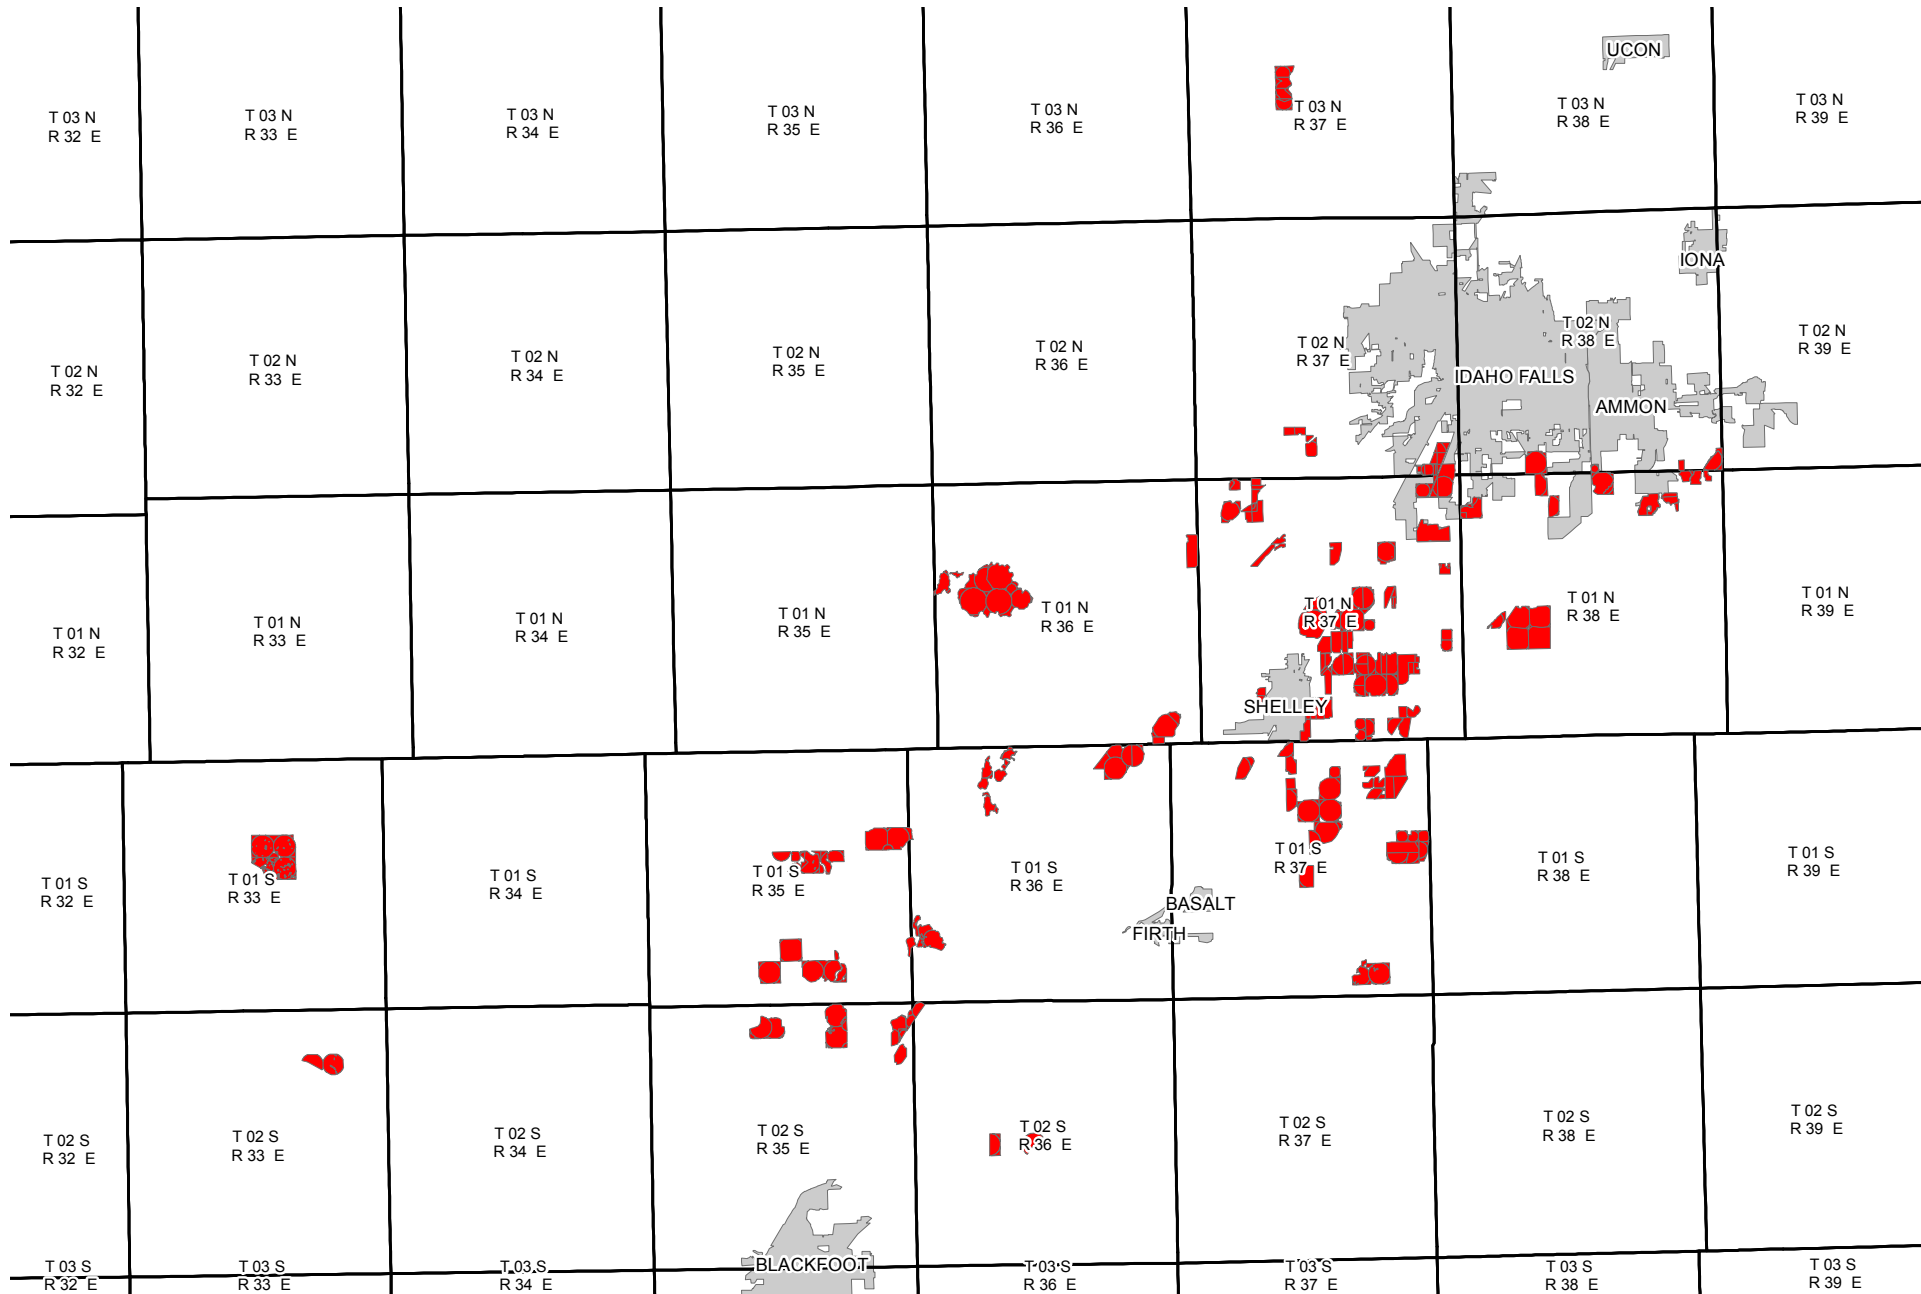 UCON
T 03 N
R 32 E
T 03 N
R 33 E
T 03 N
R 34 E
T 03 N
R 35 E
T 03 N
R 36 E
T 03 N
R 37 E
T 03 N
R 38 E
T 03 N
R 39 E
IONA
T 02 N
R 32 E
T 02 N
R 33 E
T 02 N
R 34 E
T 02 N
R 35 E
T 02 N
R 36 E
T 02 N
R 37 E
T 02 N
R 38 E
T 02 N
R 39 E
IDAHO FALLS
AMMON
T 01 N
R 32 E
T 01 N
R 33 E
T 01 N
R 34 E
T 01 N
R 35 E
T 01 N
R 36 E
T 01 N
R 37 E
T 01 N
R 38 E
T 01 N
R 39 E
SHELLEY
T 01 S
R 32 E
T 01 S
R 33 E
T 01 S
R 34 E
T 01 S
R 35 E
T 01 S
R 36 E
T 01 S
R 37 E
T 01 S
R 38 E
T 01 S
R 39 E
BASALT
FIRTH
T 02 S
R 32 E
T 02 S
R 33 E
T 02 S
R 34 E
T 02 S
R 35 E
T 02 S
R 36 E
T 02 S
R 37 E
T 02 S
R 38 E
T 02 S
R 39 E
BLACKFOOT
T 03 S
R 32 E
T 03 S
R 33 E
T 03 S
R 34 E
T 03 S
R 36 E
T 03 S
R 37 E
T 03 S
R 38 E
T 03 S
R 39 E